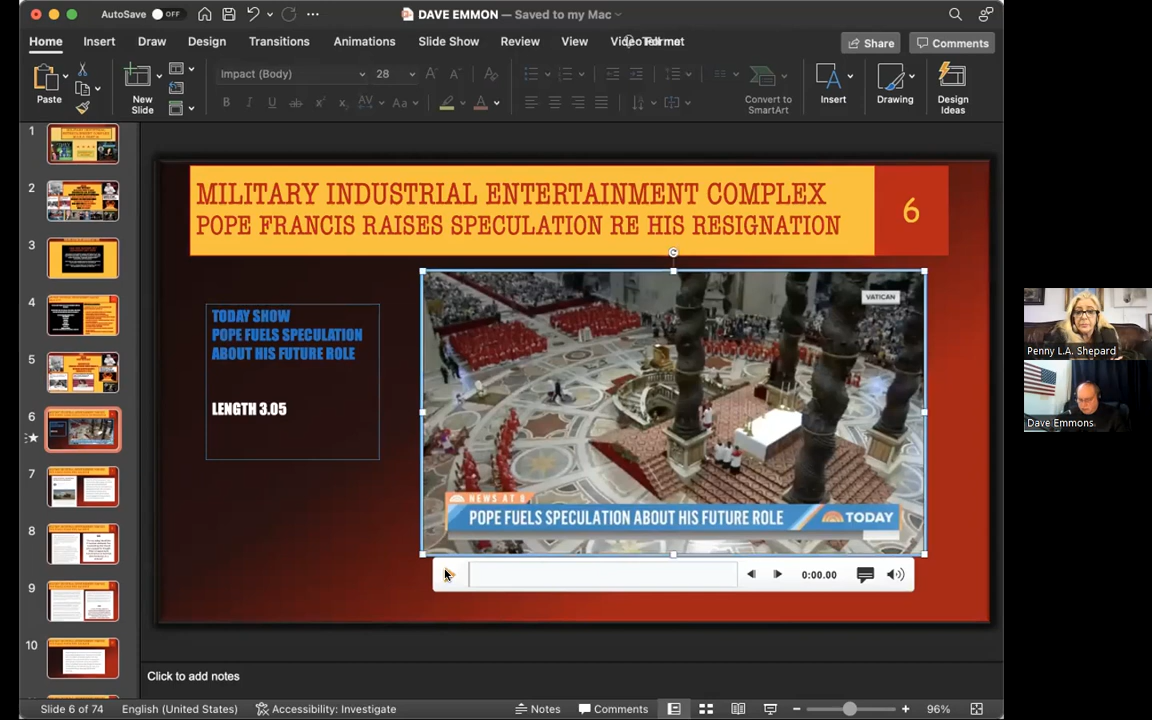 AutoSave OFF
DAVE EMMON — Saved to my Mac
Home Insert Draw Design Transitions Animations Slide Show Review View
Share Comments
Paste
New Slide
Impact (Body) 28
Convert to SmartArt
Insert
Drawing
Design Ideas
1
2
3
4
5
6
7
8
9
10
MILITARY INDUSTRIAL ENTERTAINMENT COMPLEX
POPE FRANCIS RAISES SPECULATION RE HIS RESIGNATION
6
TODAY SHOW
POPE FUELS SPECULATION
ABOUT HIS FUTURE ROLE
LENGTH 3.05
VATICAN
NEWS AT 8
POPE FUELS SPECULATION ABOUT HIS FUTURE ROLE
TODAY
0:00.00
Click to add notes
Slide 6 of 74 English (United States) Accessibility: Investigate Notes Comments 96%
Penny L.A. Shepard
Dave Emmons